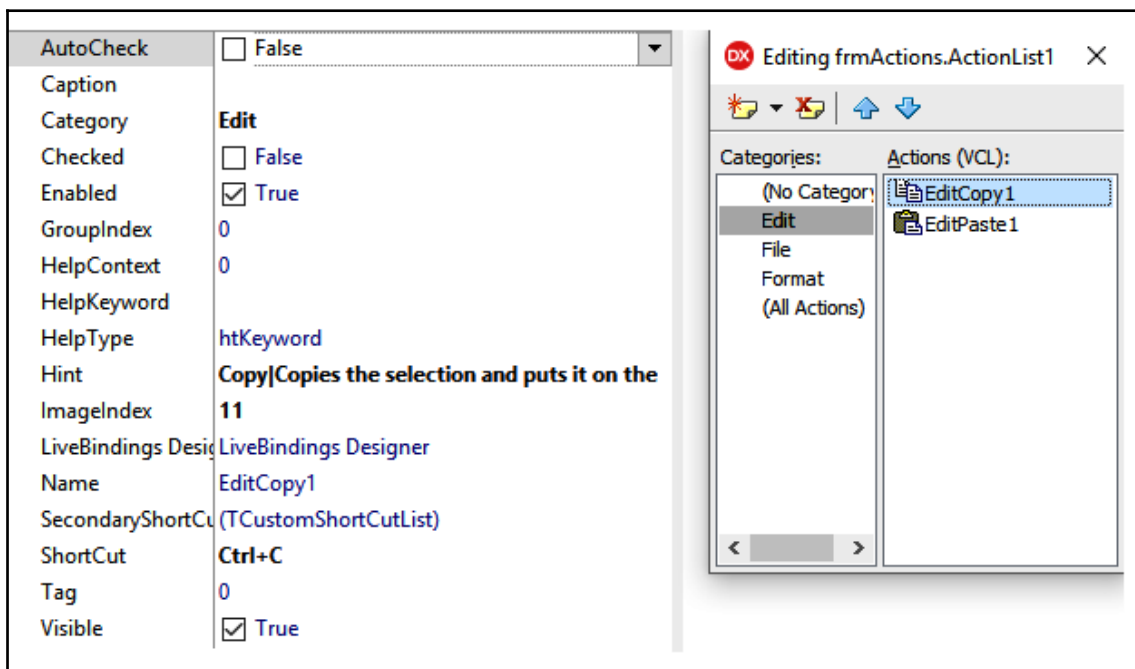 AutoCheck False
Caption
Category Edit
Checked False
Enabled True
GroupIndex 0
HelpContext 0
HelpKeyword
HelpType htKeyword
Hint Copy|Copies the selection and puts it on the
ImageIndex 11
LiveBindings Desig LiveBindings Designer
Name EditCopy1
SecondaryShortCu (TCustomShortCutList)
ShortCut Ctrl+C
Tag 0
Visible True
DX Editing frmActions.ActionList1
Categories: Actions (VCL):
(No Category EditCopy1
Edit EditPaste1
File
Format
(All Actions)